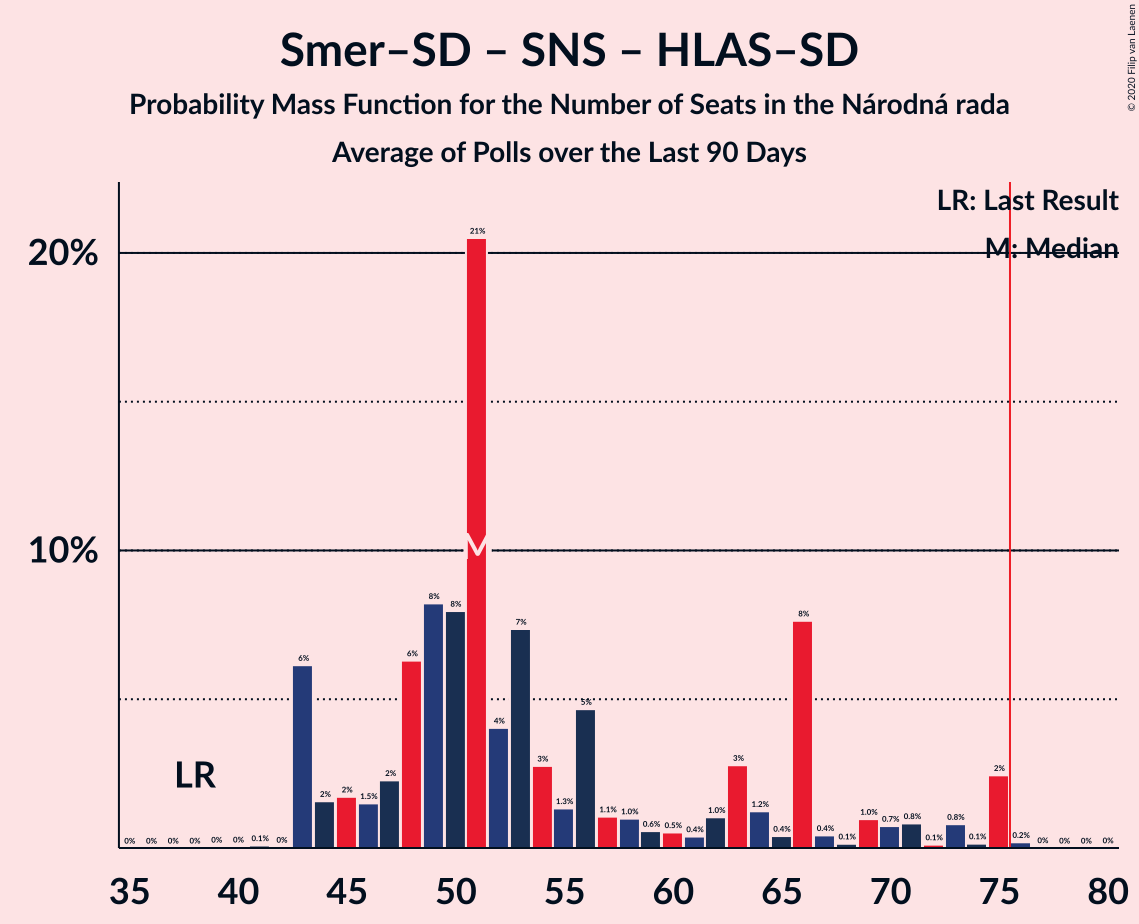 Smer–SD – SNS – HLAS–SD
Probability Mass Function for the Number of Seats in the Národná rada
Average of Polls over the Last 90 Days
© 2020 Filip van Laenen
LR: Last Result
M: Median
20%
10%
21%
M
LR
0% 0% 0% 0% 0% 0% 0.1% 0% 6% 2% 2% 1.5% 2% 6% 8% 8% 4% 7% 3% 1.3% 5% 1.1% 1.0% 0.6% 0.5% 0.4% 1.0% 3% 1.2% 0.4% 8% 0.4% 0.1% 1.0% 0.7% 0.8% 0.1% 0.8% 0.1% 2% 0.2% 0% 0% 0% 0%
35 40 45 50 55 60 65 70 75 80